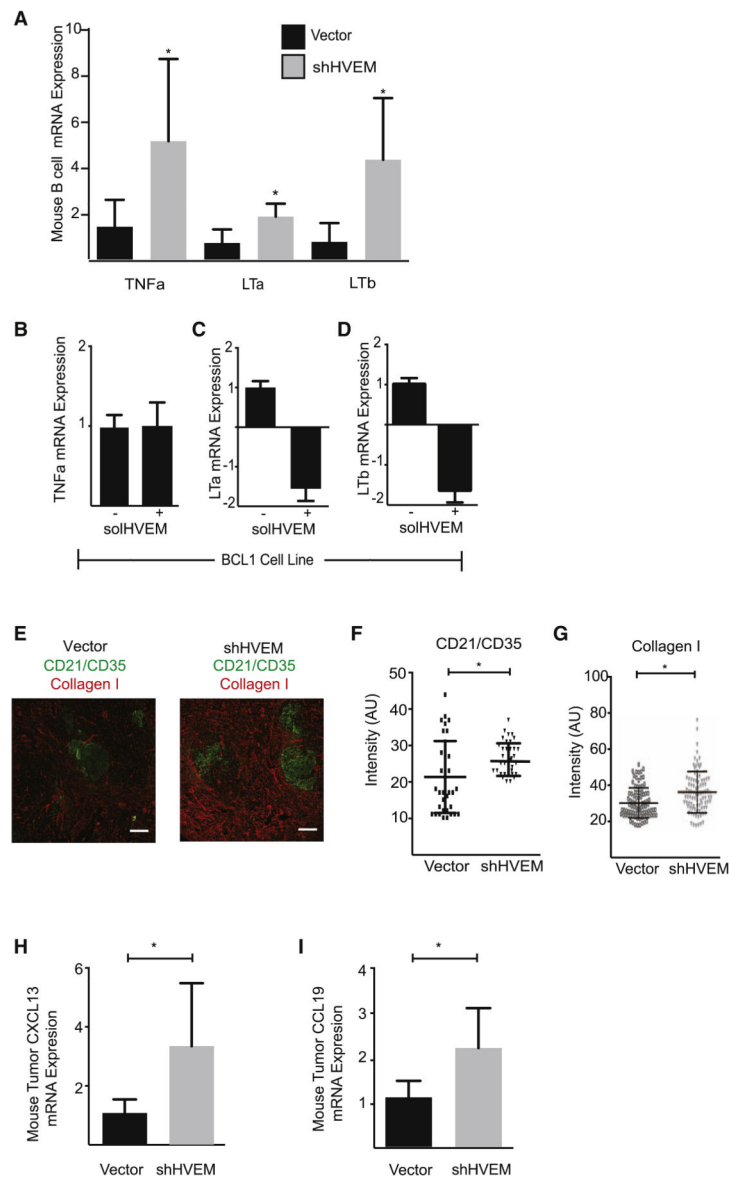 A
Mouse B cell mRNA Expression
10
8
6
4
2
Vector
shHVEM
*
*
*
TNFa
LTa
LTb
B
TNFa mRNA Expression
2
1
-
+
solHVEM
C
LTa mRNA Expression
2
1
-1
-2
-
+
solHVEM
D
LTb mRNA Expression
2
1
-1
-2
-
+
solHVEM
BCL1 Cell Line
E
Vector
CD21/CD35
Collagen I
shHVEM
CD21/CD35
Collagen I
F
CD21/CD35
*
Intensity (AU)
50
40
30
20
10
Vector
shHVEM
G
Collagen I
*
Intensity (AU)
100
80
60
40
20
Vector
shHVEM
H
*
Mouse Tumor CXCL13
mRNA Expresion
6
4
2
Vector
shHVEM
I
*
Mouse Tumor CCL19
mRNA Expresion
4
3
2
1
Vector
shHVEM